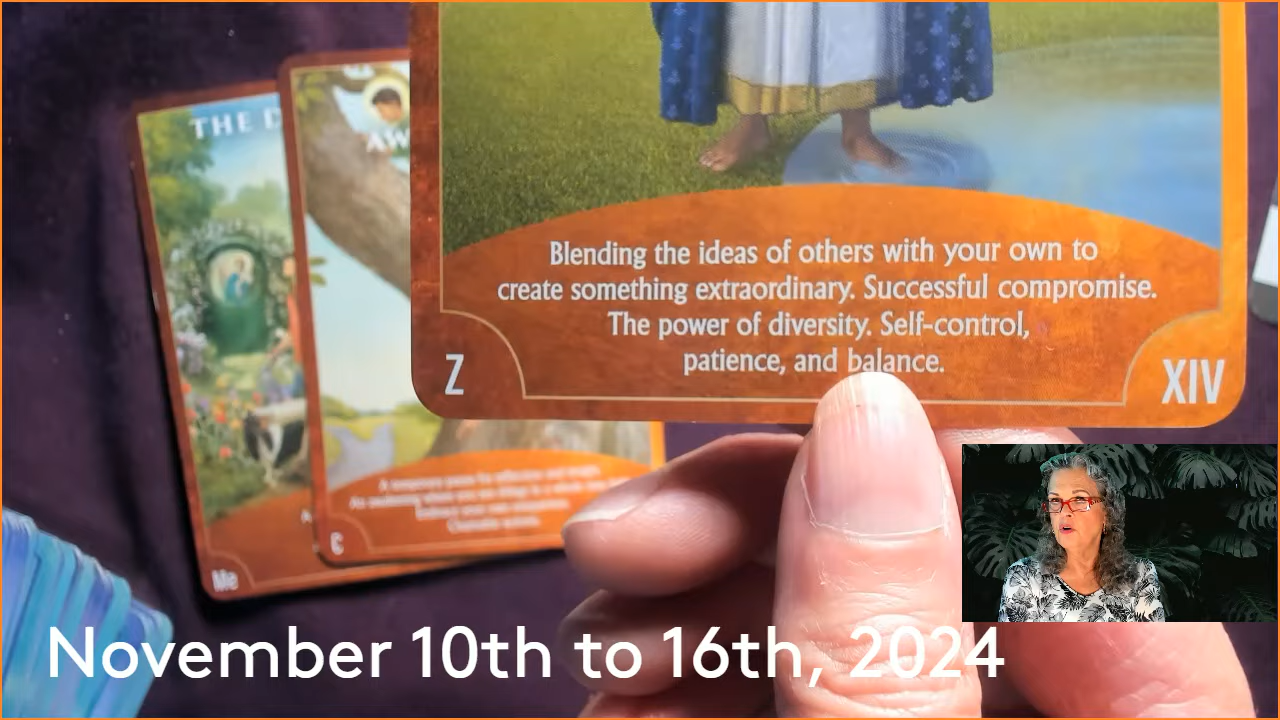 THE D
AW
Blending the ideas of others with your own to
create something extraordinary. Successful compromise.
The power of diversity. Self-control,
patience, and balance.
Z
XIV
Me
November 10th to 16th, 2024